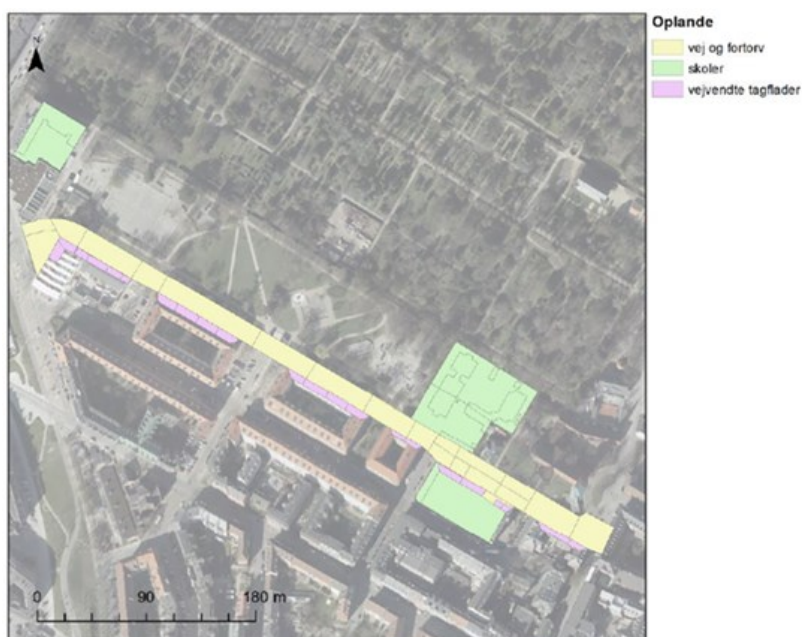 Oplande
vej og fortorv
skoler
vejvendte tagflader
N
0 90 180 m